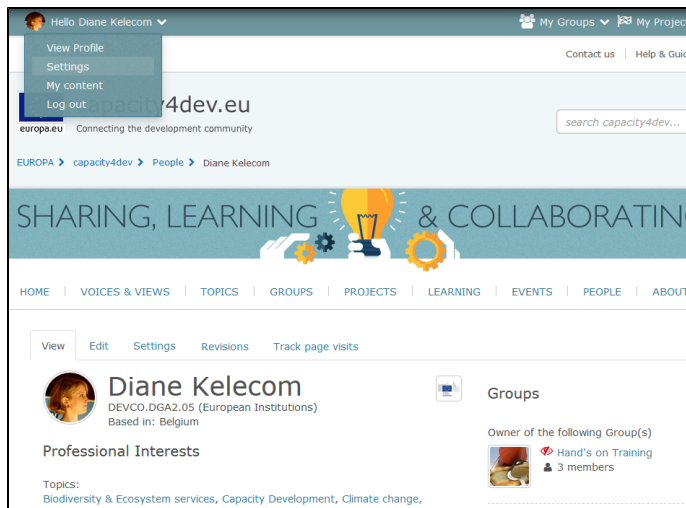 Hello Diane Kelecom
My Groups
My Projec
View Profile
Settings
My content
Log out
Contact us
Help & Guid
capacity4dev.eu
europa.eu
Connecting the development community
search capacity4dev...
EUROPA > capacity4dev > People > Diane Kelecom
SHARING, LEARNING & COLLABORATING
HOME
VOICES & VIEWS
TOPICS
GROUPS
PROJECTS
LEARNING
EVENTS
PEOPLE
ABOUT
View
Edit
Settings
Revisions
Track page visits
Diane Kelecom
DEVCO.DGA2.05 (European Institutions)
Based in: Belgium
Professional Interests
Topics:
Biodiversity & Ecosystem services, Capacity Development, Climate change,
Groups
Owner of the following Group(s)
Hand's on Training
3 members